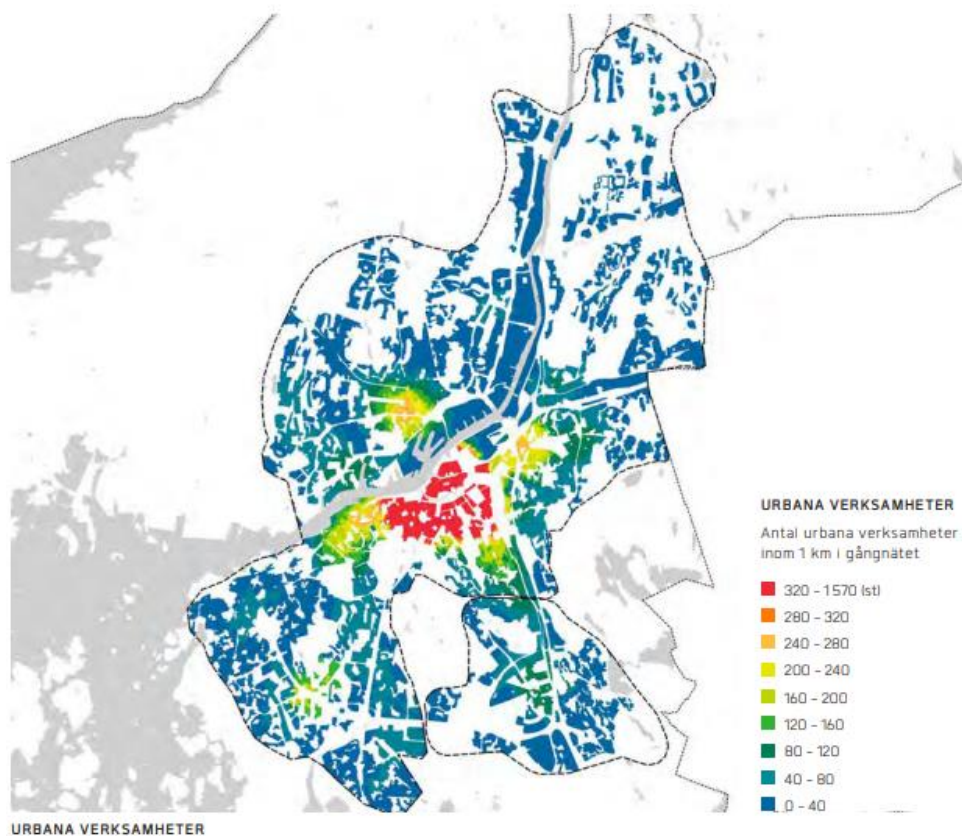 URBANA VERKSAMHETER
Antal urbana verksamheter
inom 1 km i gångnätet
320 - 1570 (st)
280 - 320
240 - 280
200 - 240
160 - 200
120 - 160
80 - 120
40 - 80
0 - 40
URBANA VERKSAMHETER